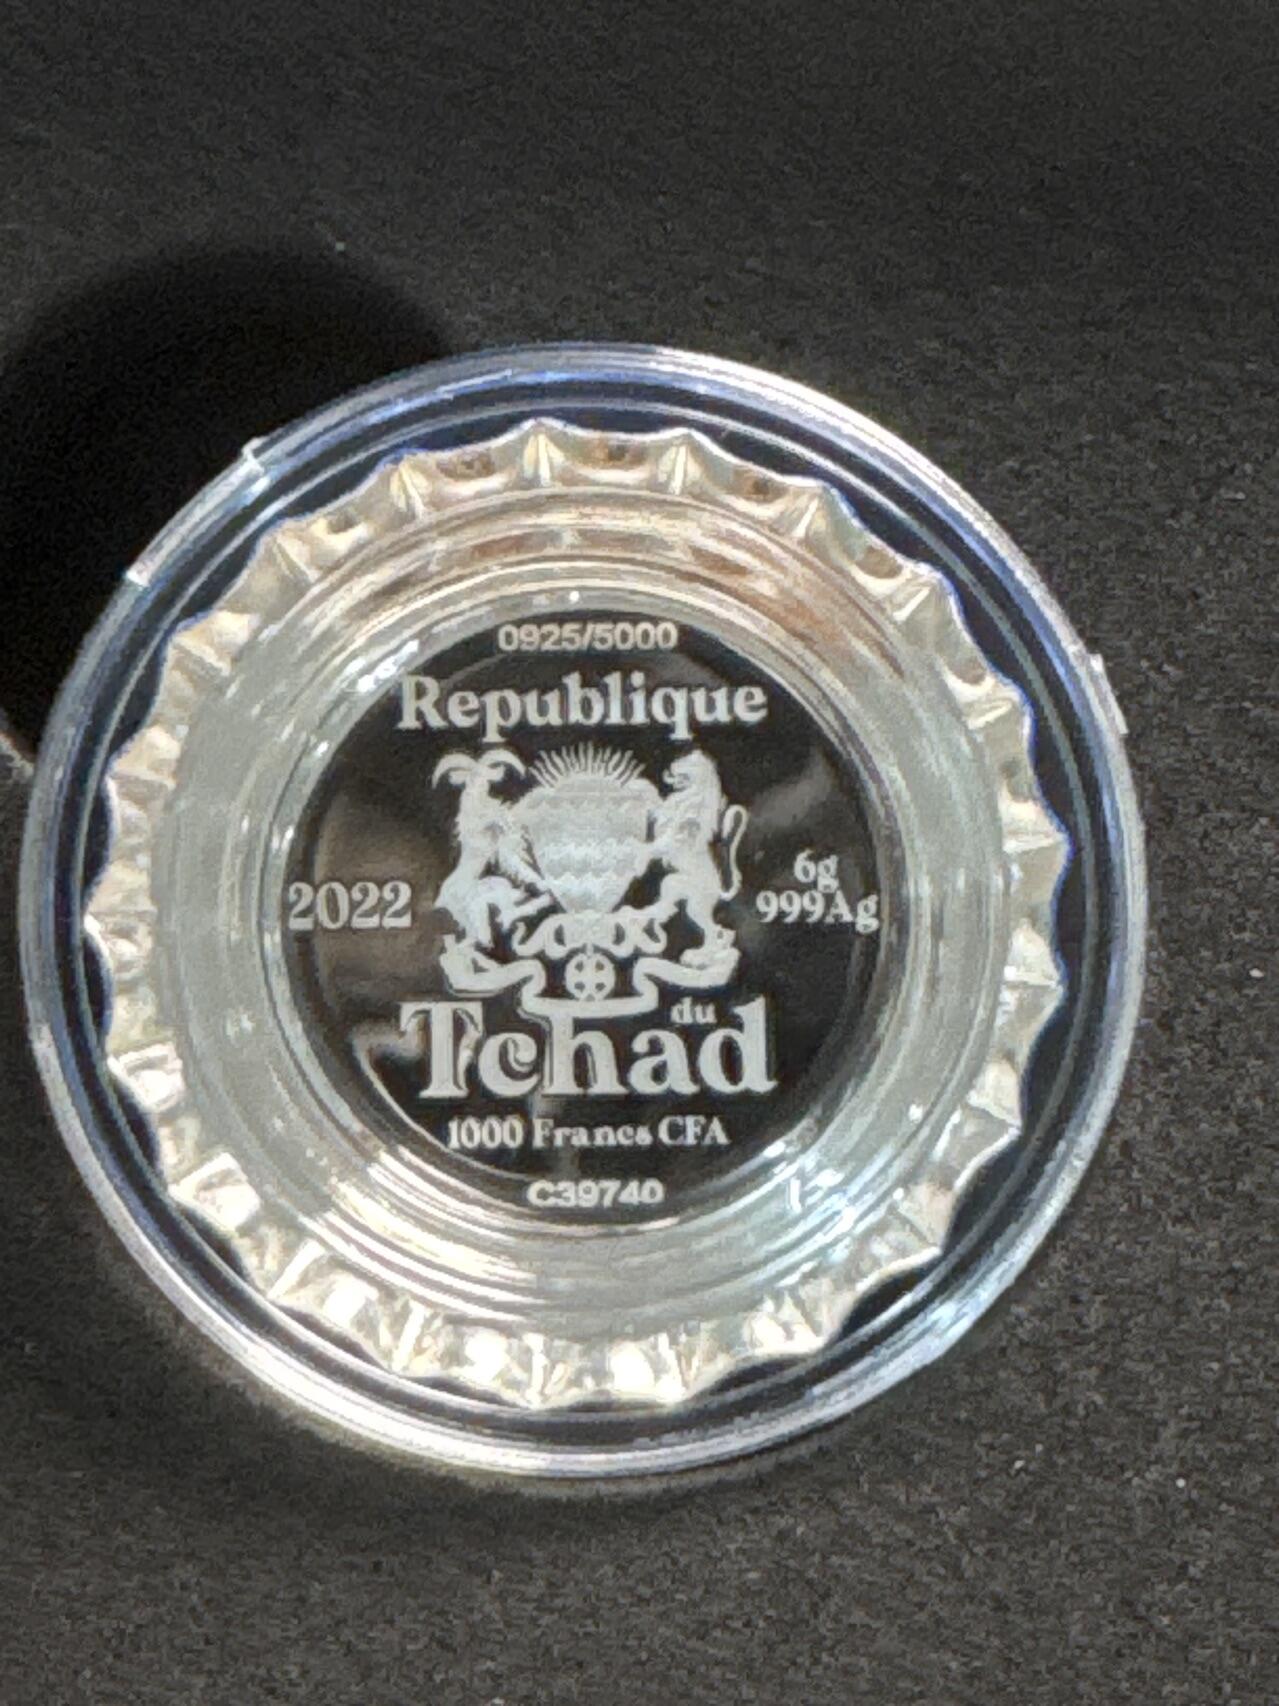 0925/5000
Republique
2022
6g
999Ag
du
Tchad
1000 Francs CFA
C39740